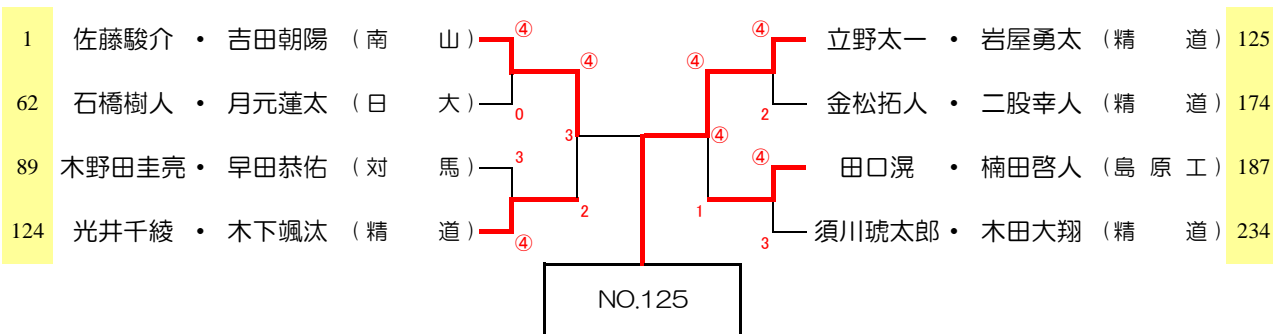 ④ ④
1 佐藤駿介 ・ 吉田朝陽 (南 山) 立野太一 ・ 岩屋勇太 (精 道) 125
④ ④
62 石橋樹人 ・ 月元蓮太 (日 大) 0 2 金松拓人 ・ 二股幸人 (精 道) 174
3 ④
3 ④
89 木野田圭亮 ・ 早田恭佑 (対 馬) 田口滉 ・ 楠田啓人 (島 原 工) 187
2 1
124 光井千綾 ・ 木下颯汰 (精 道) ④ 3 須川琥太郎 ・ 木田大翔 (精 道) 234
NO.125